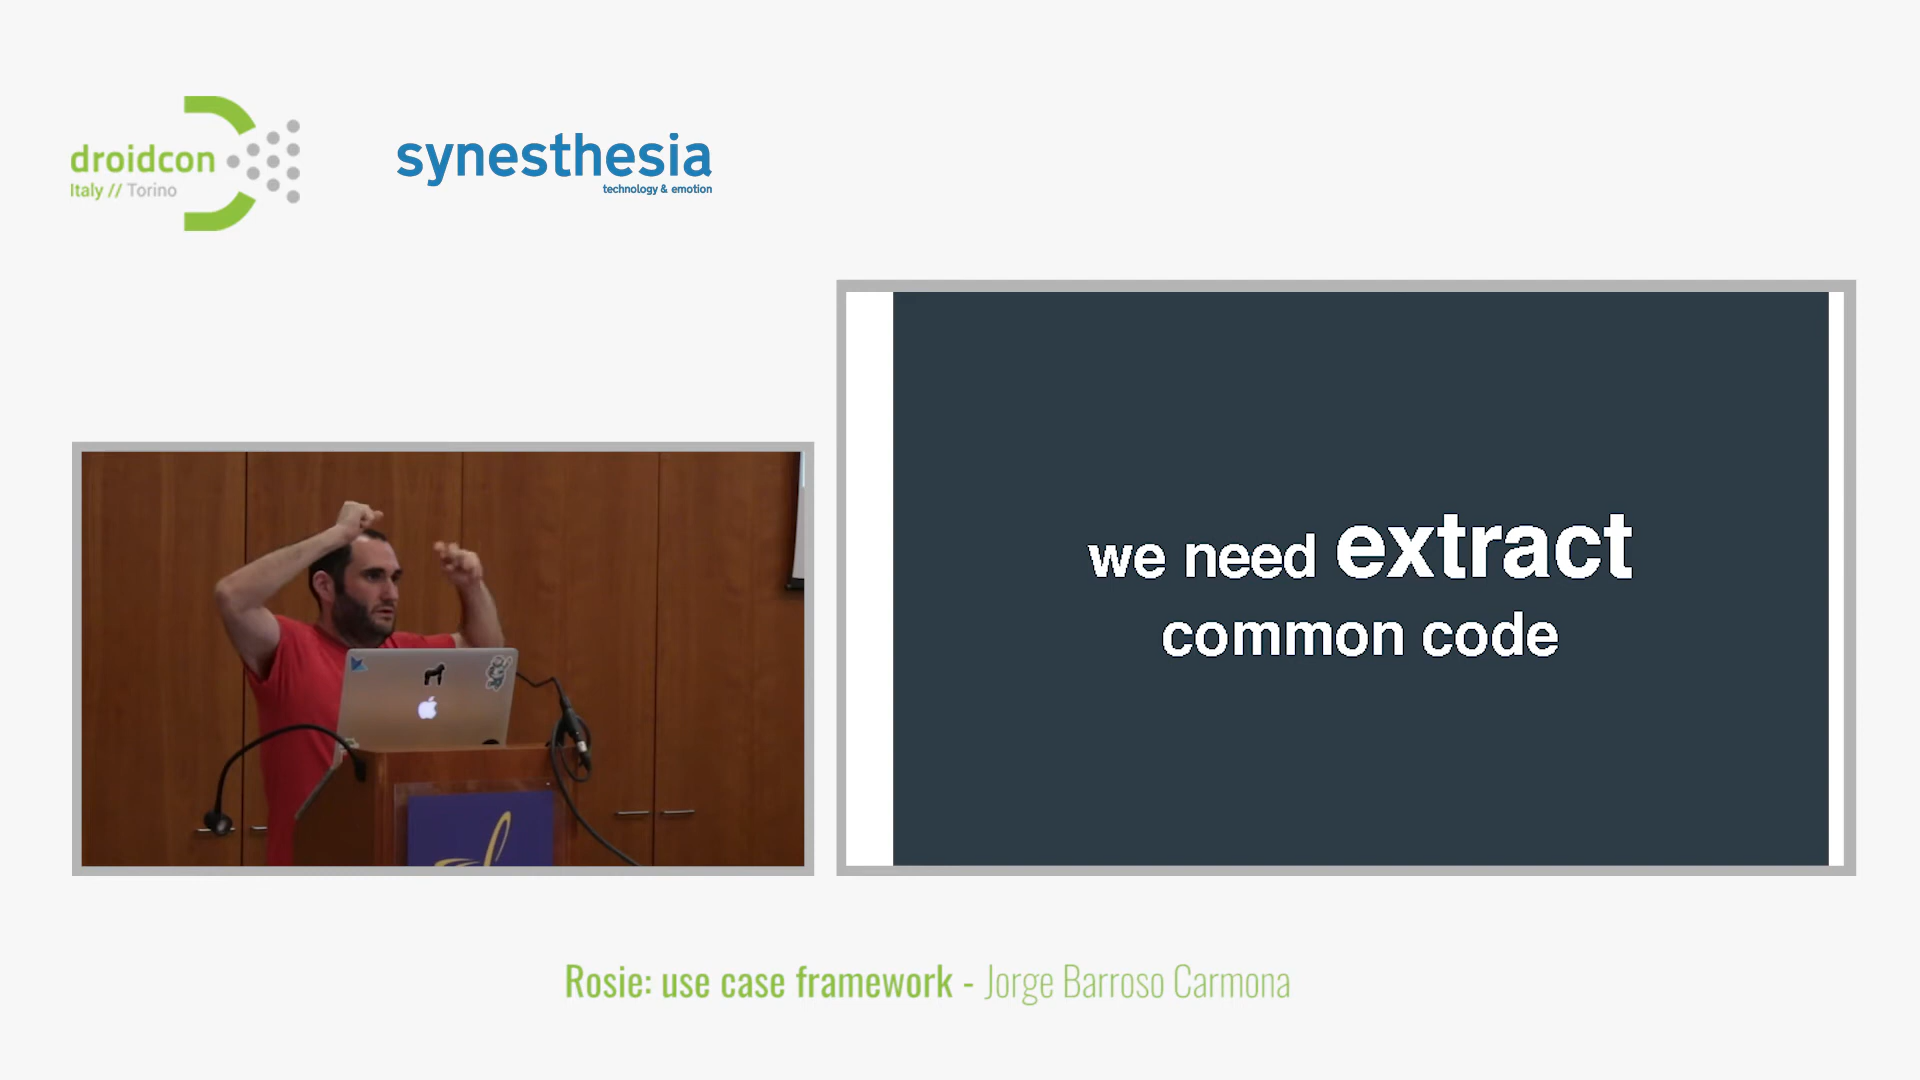 droidcon
Italy // Torino
synesthesia
technology & emotion
we need extract
common code
Rosie: use case framework - Jorge Barroso Carmona